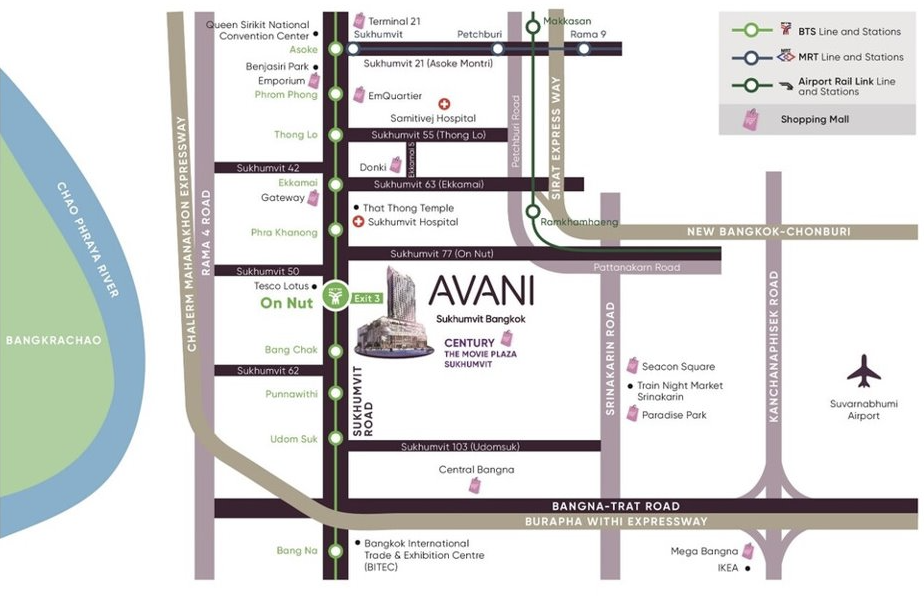 Queen Sirikit National
Convention Center
Terminal 21
Makkasan
Asoke
Sukhumvit
Petchburi
Rama 9
Sukhumvit 21 (Asoke Montri)
Benjasiri Park
Emporium
Phrom Phong
EmQuartier
Samitivej Hospital
Thong Lo
Sukhumvit 55 (Thong Lo)
Ekkamai 5
Donki
Sukhumvit 42
Ekkamai
Sukhumvit 63 (Ekkamai)
Gateway
That Thong Temple
Sukhumvit Hospital
Phra Khanong
Petchburi Road
SIRAT EXPRESS WAY
Ramkhamhaeng
NEW BANGKOK-CHONBURI
Sukhumvit 77 (On Nut)
Pattanakarn Road
Sukhumvit 50
Tesco Lotus
On Nut
Exit 3
AVANI
Sukhumvit Bangkok
CENTURY
THE MOVIE PLAZA
SUKHUMVIT
Bang Chak
Sukhumvit 62
Punnawithi
SUKHUMVIT
ROAD
Udom Suk
Sukhumvit 103 (Udomsuk)
Central Bangna
BANGNA-TRAT ROAD
BURAPHA WITHI EXPRESSWAY
Bang Na
Bangkok International
Trade & Exhibition Centre
(BITEC)
CHAO PHRAYA RIVER
BANGKRACHAO
CHALERM MAHANAKHON EXPRESSWAY
RAMA 4 ROAD
SRINAKARIN ROAD
KANCHANAPHISEK ROAD
Seacon Square
Train Night Market
Srinakarin
Paradise Park
Suvarnabhumi
Airport
Mega Bangna
IKEA
BTS Line and Stations
MRT
MRT Line and Stations
Airport Rail Link Line
and Stations
Shopping Mall